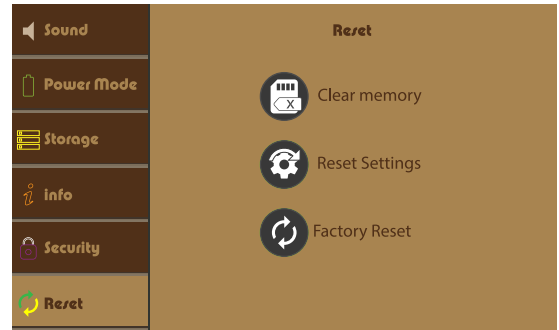 Sound
Power Mode
Storage
info
Security
Reset
Reset
X
Clear memory
Reset Settings
Factory Reset